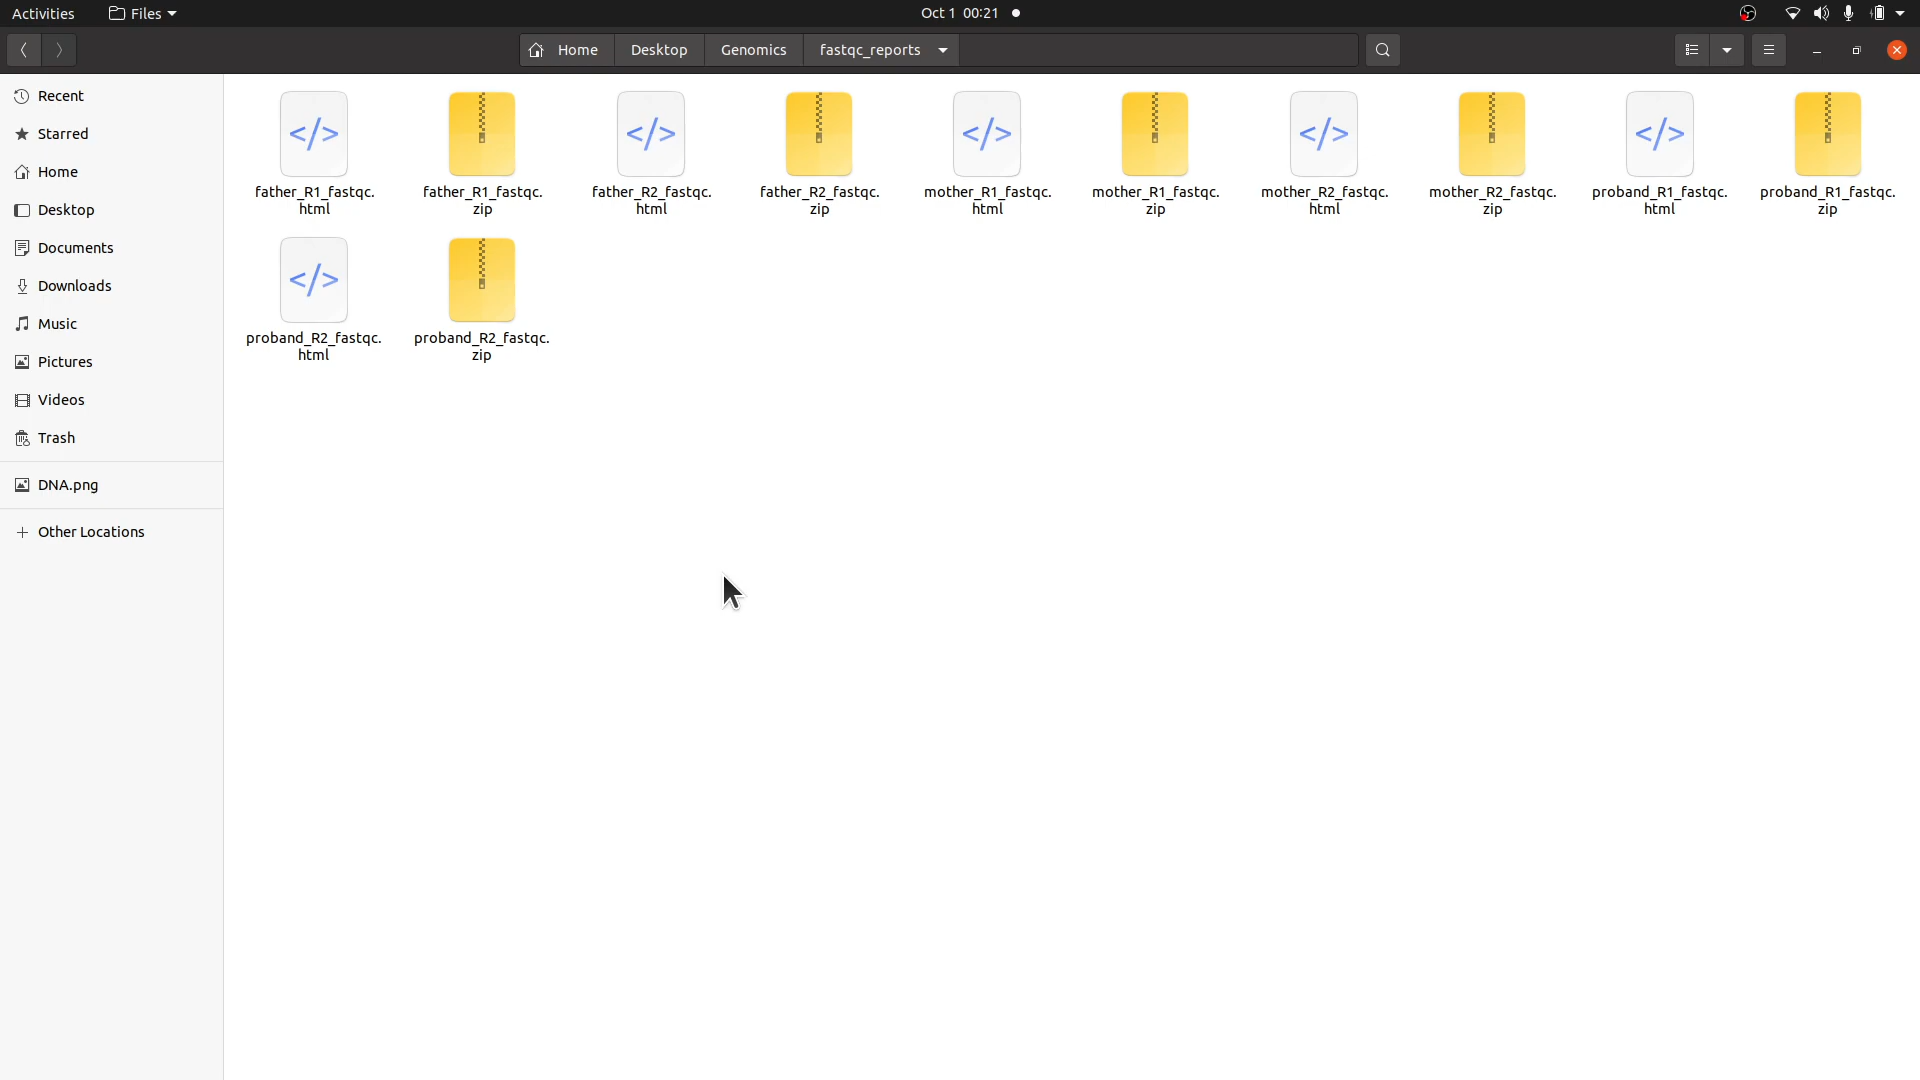 Activities Files Oct 1 00:21
Home Desktop Genomics fastqc_reports
Recent
Starred
Home
Desktop
Documents
Downloads
Music
Pictures
Videos
Trash
DNA.png
Other Locations
father_R1_fastqc.
html
father_R1_fastqc.
zip
father_R2_fastqc.
html
father_R2_fastqc.
zip
mother_R1_fastqc.
html
mother_R1_fastqc.
zip
mother_R2_fastqc.
html
mother_R2_fastqc.
zip
proband_R1_fastqc.
html
proband_R1_fastqc.
zip
proband_R2_fastqc.
html
proband_R2_fastqc.
zip